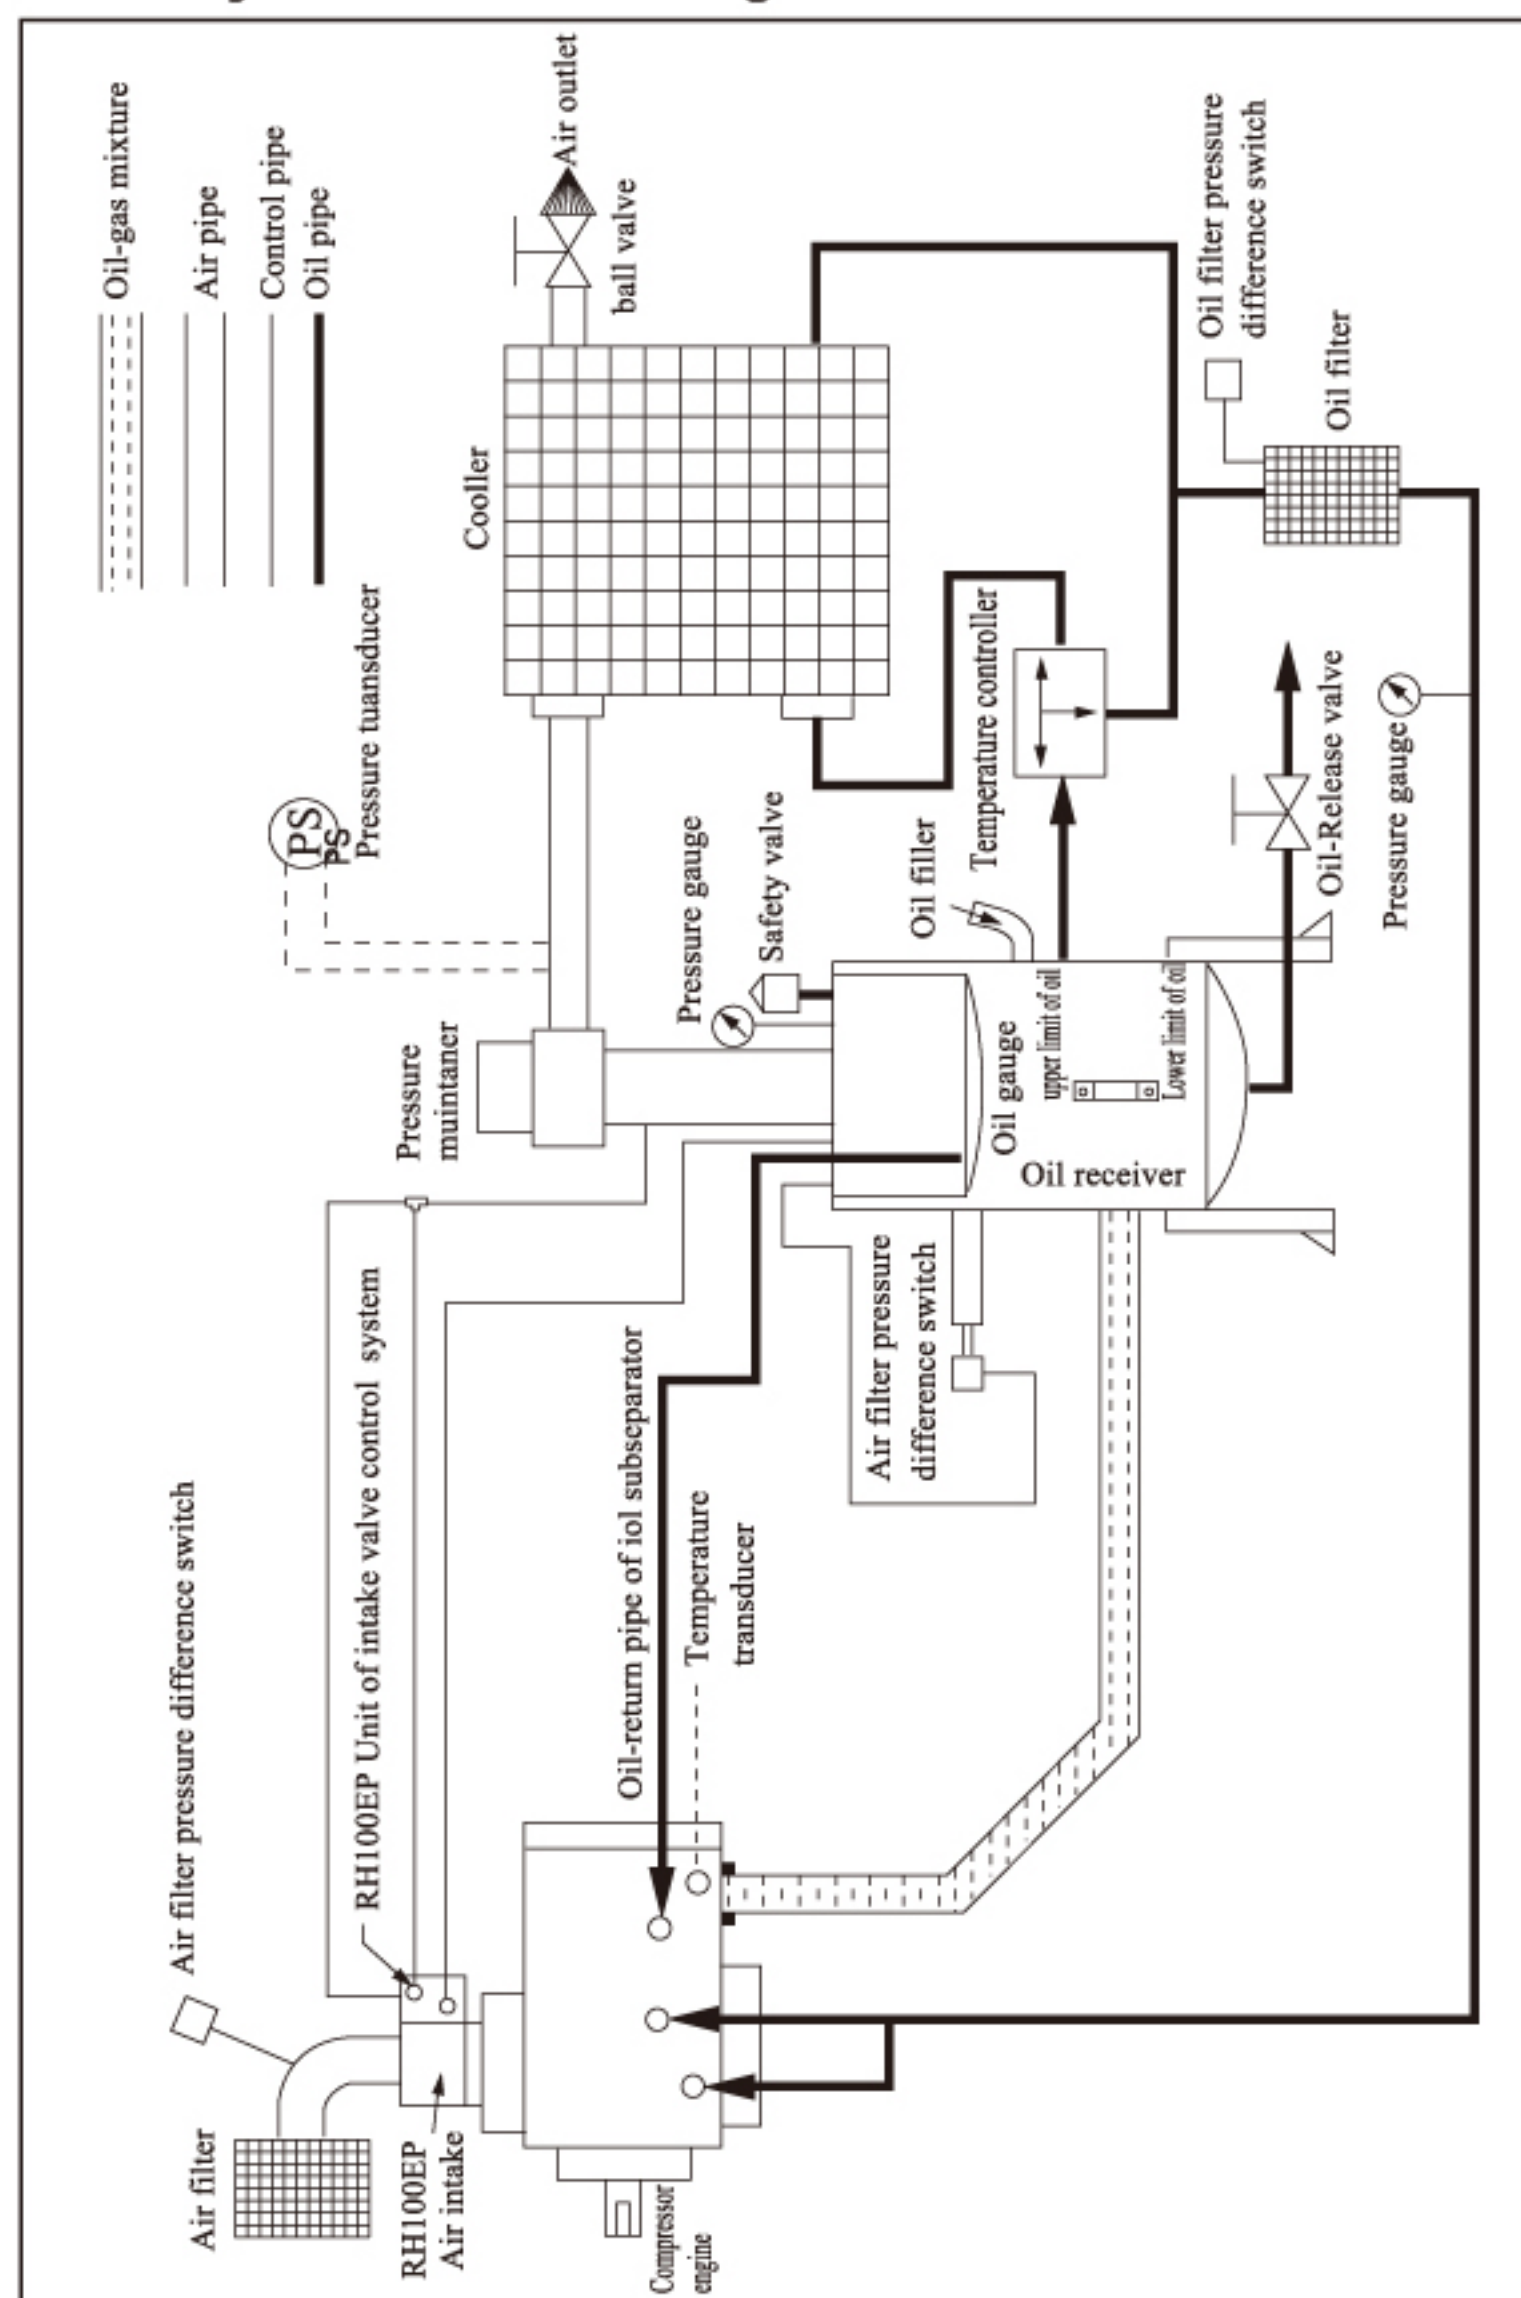 Oil-gas mixture
Air pipe
Control pipe
Oil pipe
Air outlet
ball valve
Cooller
PS
PS
Pressure tuansducer
Oil filter pressure
difference switch
Oil filter
Temperature controller
Oil-Release valve
Pressure gauge
Oil filler
Safety valve
Pressure gauge
Pressure
muintaner
Oil gauge
upper limit of oil
Lower limit of oil
Oil receiver
Air filter pressure
difference switch
Oil-return pipe of iol subseparator
Temperature
transducer
RH100EP Unit of intake valve control system
Air filter pressure difference switch
Air filter
RH100EP
Air intake
Compressor
engine